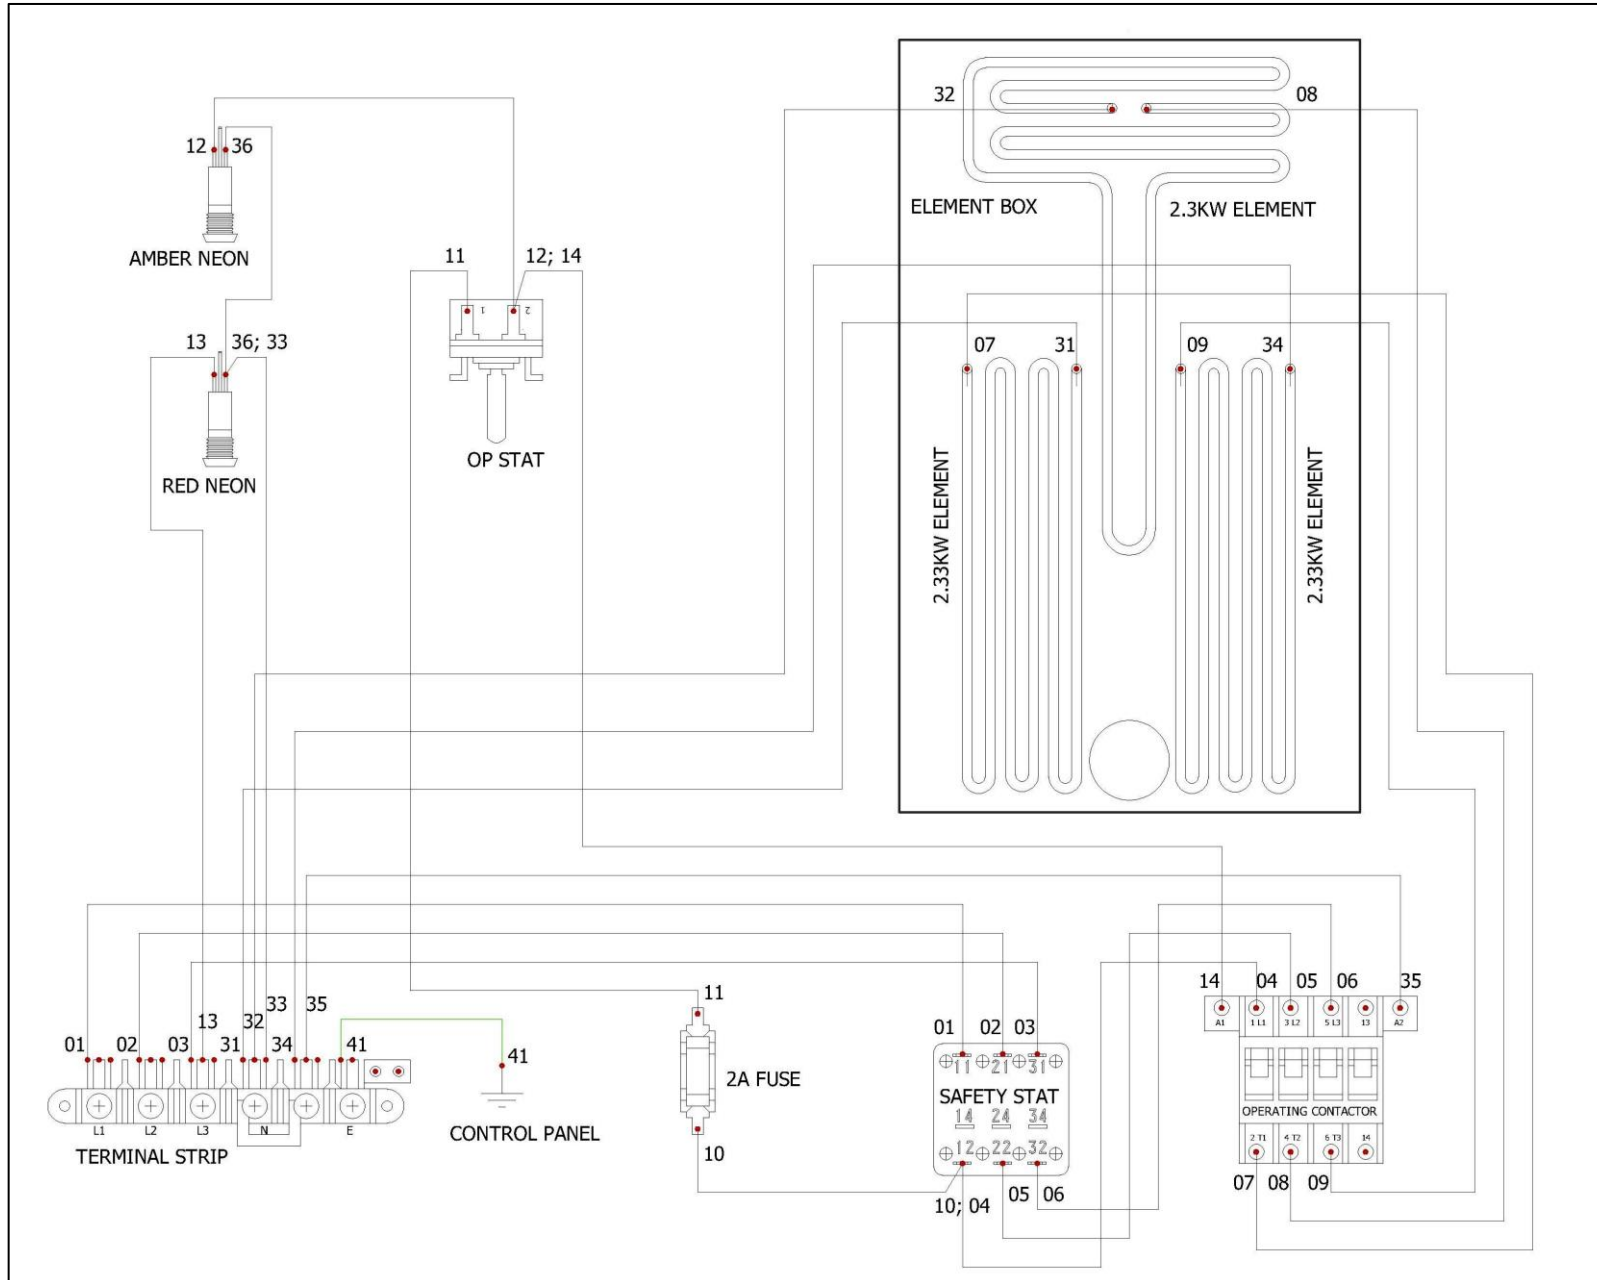 32
08
12
36
ELEMENT BOX
2.3KW ELEMENT
AMBER NEON
11
12; 14
1
2
13
36; 33
07
31
09
34
OP STAT
RED NEON
2.33KW ELEMENT
2.33KW ELEMENT
11
14
04
05
06
35
A1
1 L1
3 L2
5 L3
13
A2
33
35
13
32
01
02
03
31
34
41
41
01
02
03
11
21
31
2A FUSE
SAFETY STAT
14
24
34
12
22
32
OPERATING CONTACTOR
L1
L2
L3
N
E
CONTROL PANEL
TERMINAL STRIP
10
2 T1
4 T2
6 T3
14
10; 04
05
06
07
08
09